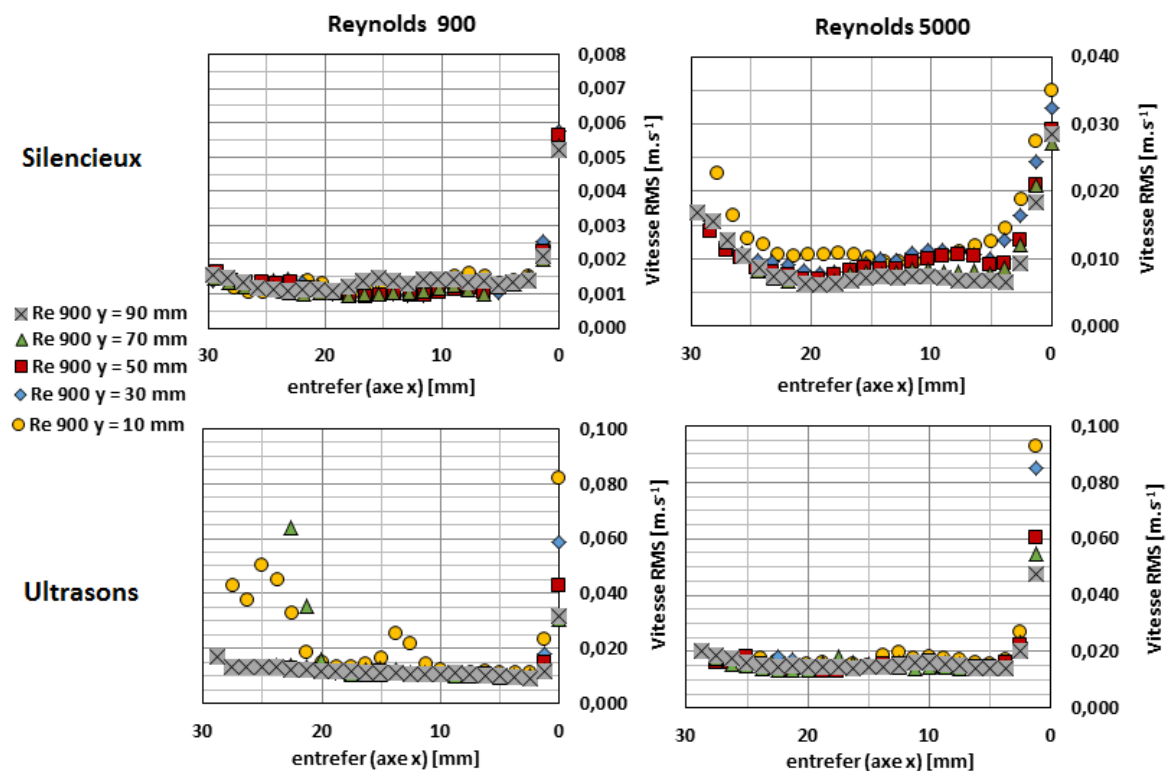 Reynolds 900
Reynolds 5000
Silencieux
0,008
0,007
0,006
0,005
0,004
0,003
0,002
0,001
0,000
Vitesse RMS [m.s-1]
30
20
10
0
entrefer (axe x) [mm]
0,040
0,030
0,020
0,010
0,000
Vitesse RMS [m.s-1]
30
20
10
0
entrefer (axe x) [mm]
Re 900 y = 90 mm
Re 900 y = 70 mm
Re 900 y = 50 mm
Re 900 y = 30 mm
Re 900 y = 10 mm
Ultrasons
0,100
0,080
0,060
0,040
0,020
0,000
Vitesse RMS [m.s-1]
30
20
10
0
entrefer (axe x) [mm]
0,100
0,080
0,060
0,040
0,020
0,000
Vitesse RMS [m.s-1]
30
20
10
0
entrefer (axe x) [mm]